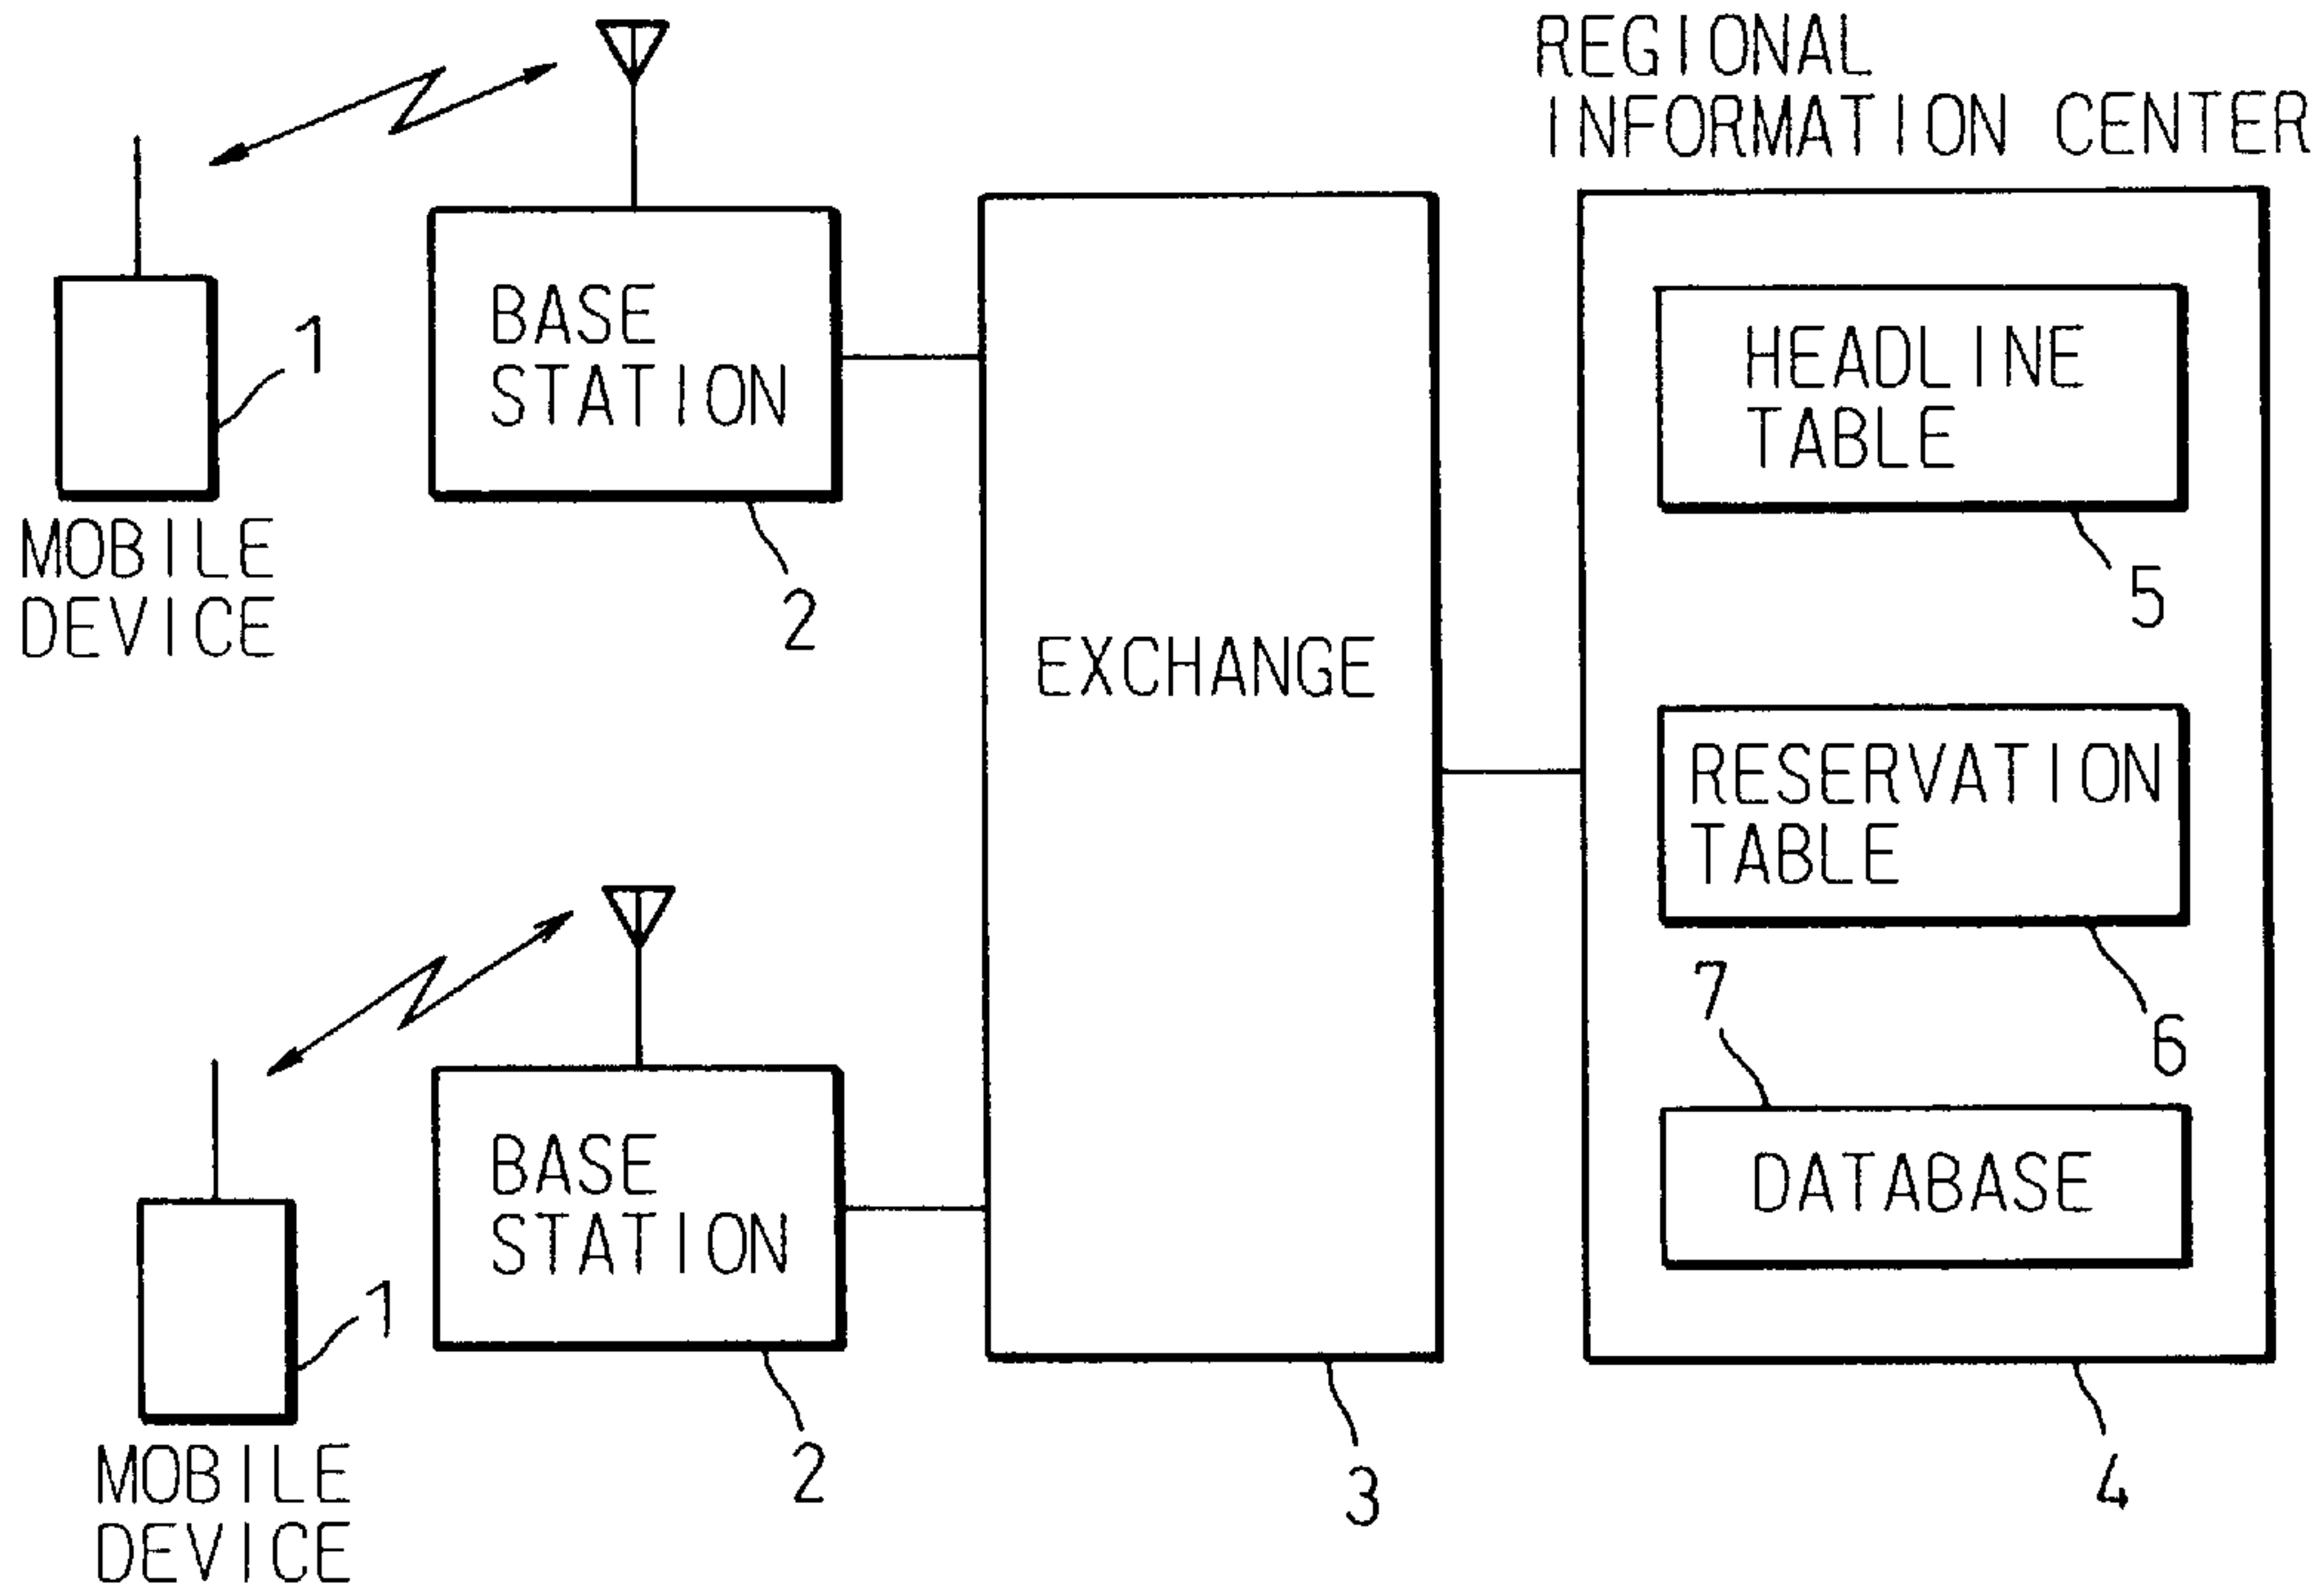 REGIONAL
INFORMATION CENTER
BASE
STATION
1
HEADLINE
TABLE
MOBILE
DEVICE
2
5
EXCHANGE
RESERVATION
TABLE
7
6
BASE
STATION
DATABASE
1
MOBILE
DEVICE
2
3
4